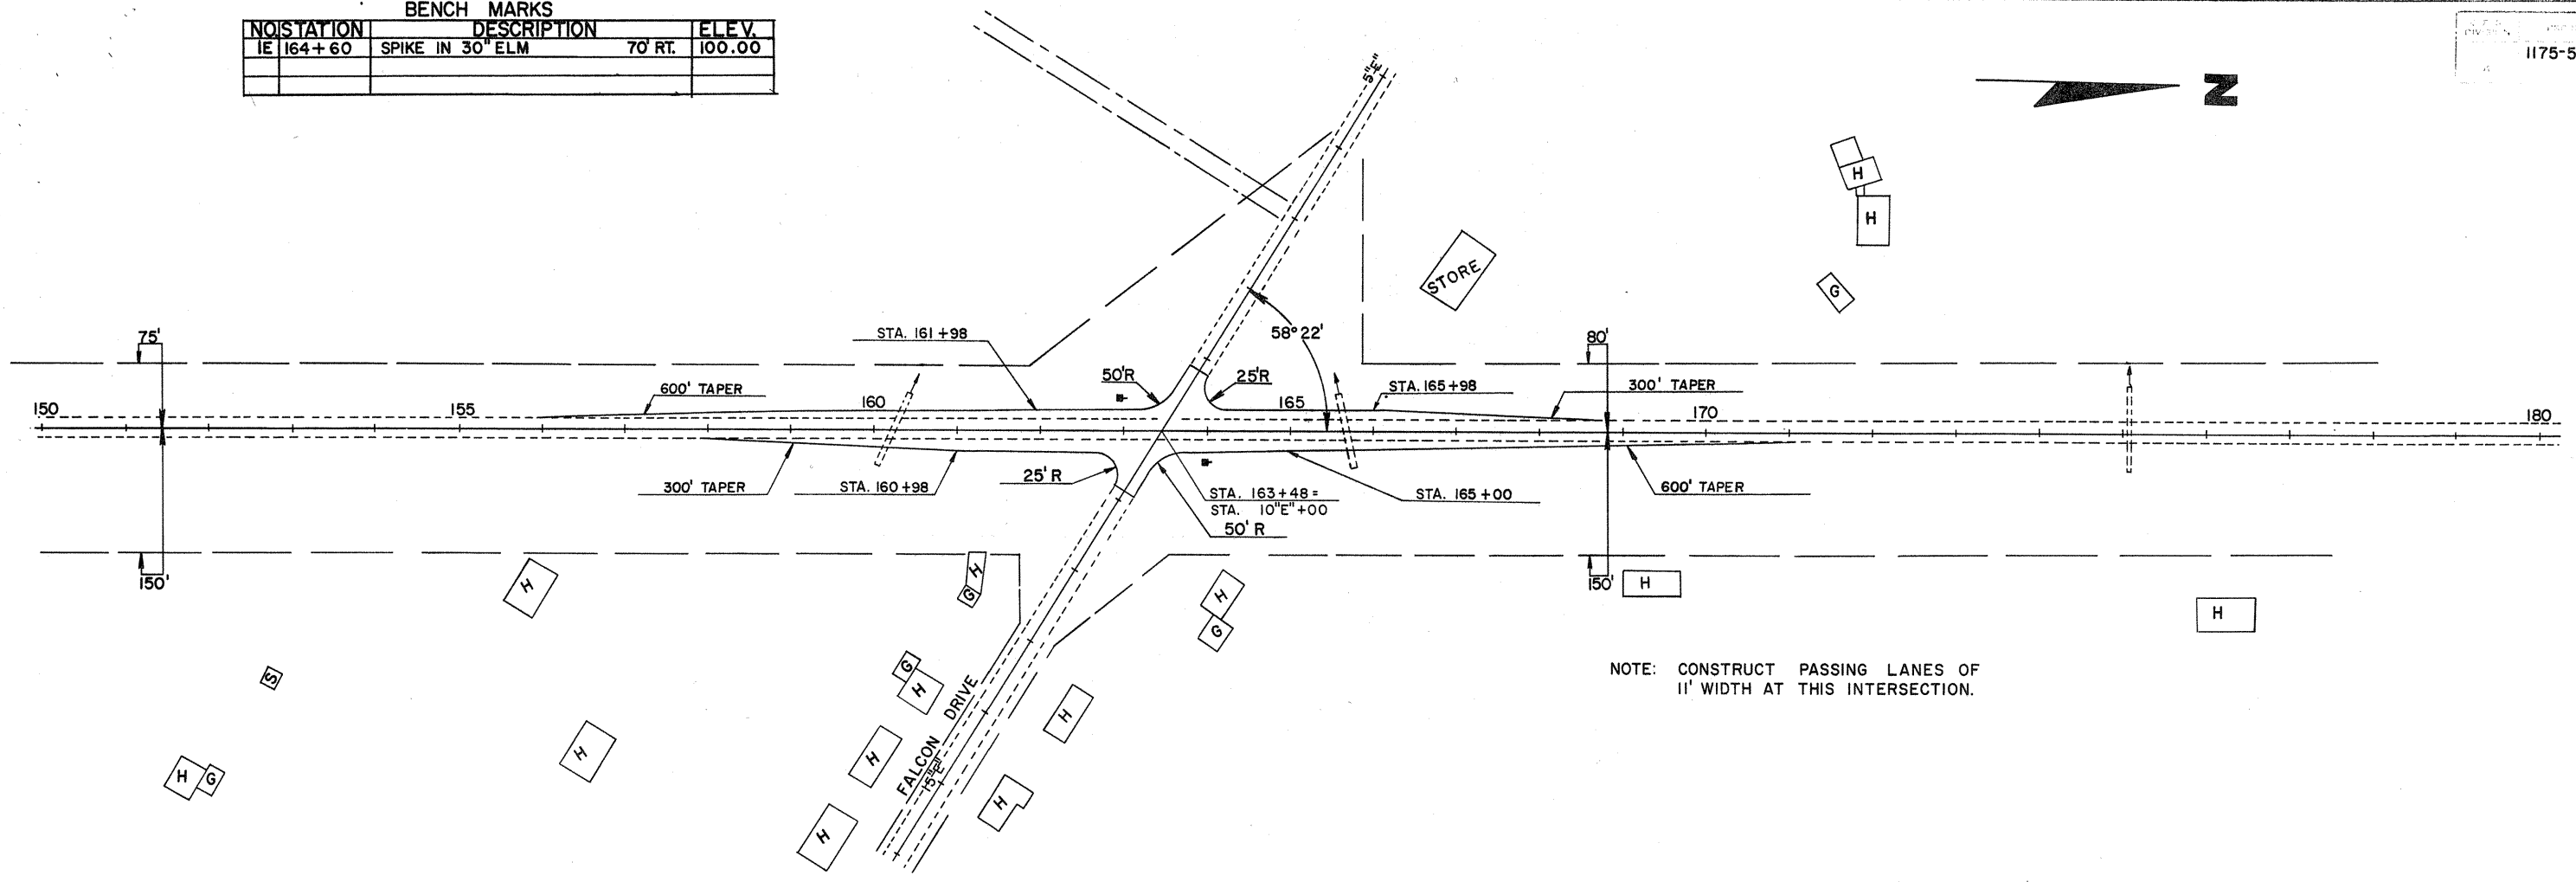 BENCH MARKS
NO. STATION DESCRIPTION ELEV.
1E 164+60 SPIKE IN 30" ELM 70' RT. 100.00
1175-5
N
5"E"
H
H
G
STORE
58° 22'
75'
80'
STA. 161+98
600' TAPER
50'R
25'R
STA. 165+98
300' TAPER
150
155
160
165
170
180
300' TAPER
STA. 160+98
25' R
STA. 163+48 =
STA. 10"E"+00
50' R
STA. 165+00
600' TAPER
150'
150'
H
H
G
H
G
H
H
S
G
H
H
H
H
G
H
H
H
H
FALCON DRIVE
15"E"
NOTE: CONSTRUCT PASSING LANES OF
11' WIDTH AT THIS INTERSECTION.